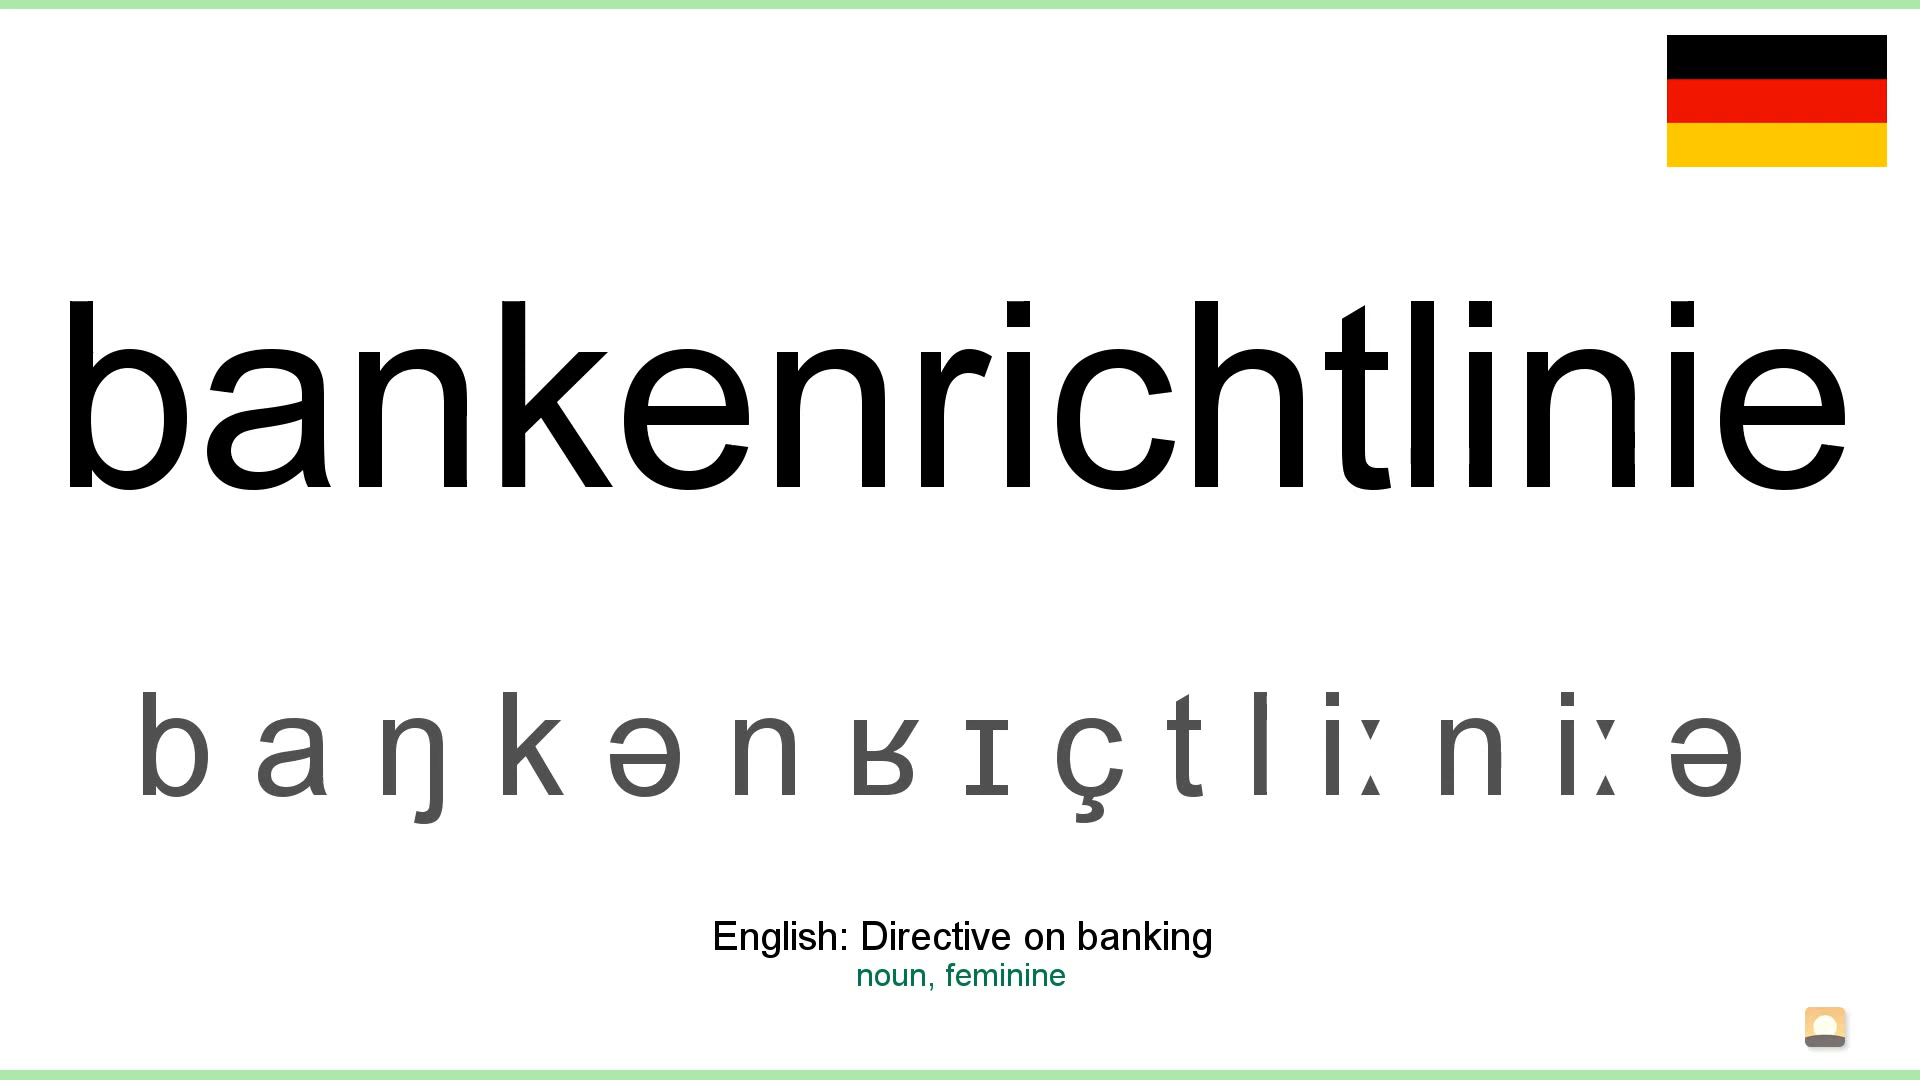 bankenrichtlinie
b a ŋ k ə n ʁ ɪ ç t l iː n iː ə
English: Directive on banking
noun, feminine